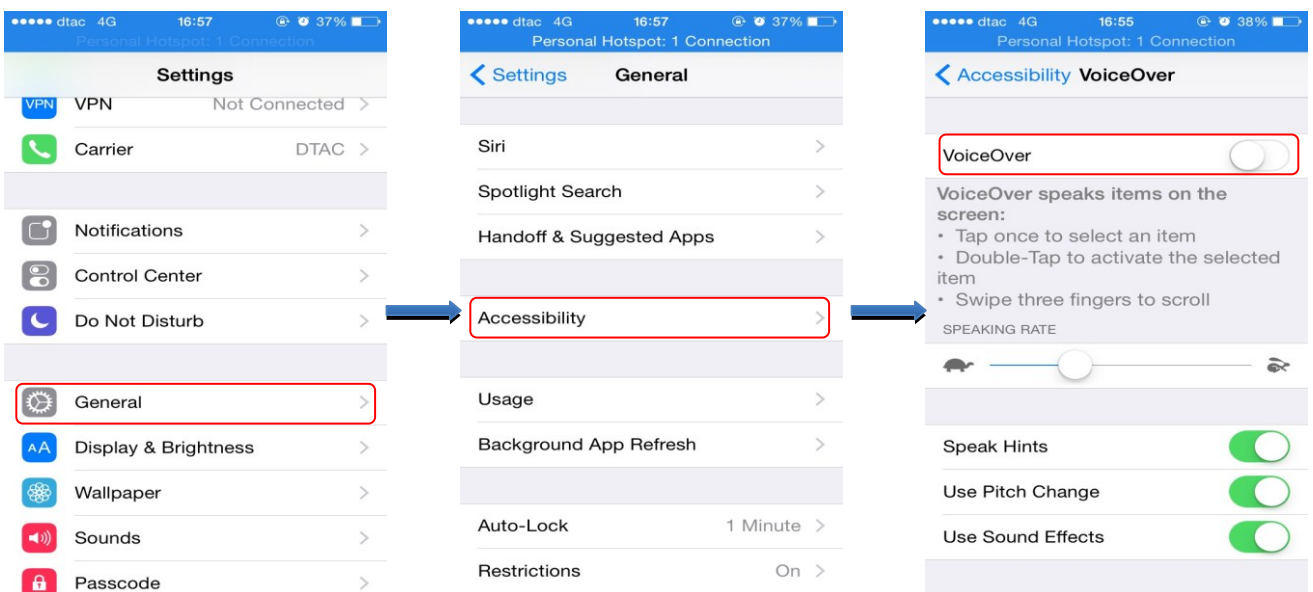 dtac 4G 16:57 37%
Personal Hotspot: 1 Connection
Settings
VPN VPN Not Connected
Carrier DTAC
Notifications
Control Center
Do Not Disturb
General
AA Display & Brightness
Wallpaper
Sounds
Passcode
dtac 4G 16:57 37%
Personal Hotspot: 1 Connection
Settings General
Siri
Spotlight Search
Handoff & Suggested Apps
Accessibility
Usage
Background App Refresh
Auto-Lock 1 Minute
Restrictions On
dtac 4G 16:55 38%
Personal Hotspot: 1 Connection
Accessibility VoiceOver
VoiceOver
VoiceOver speaks items on the
screen:
• Tap once to select an item
• Double-Tap to activate the selected
item
• Swipe three fingers to scroll
SPEAKING RATE
Speak Hints
Use Pitch Change
Use Sound Effects